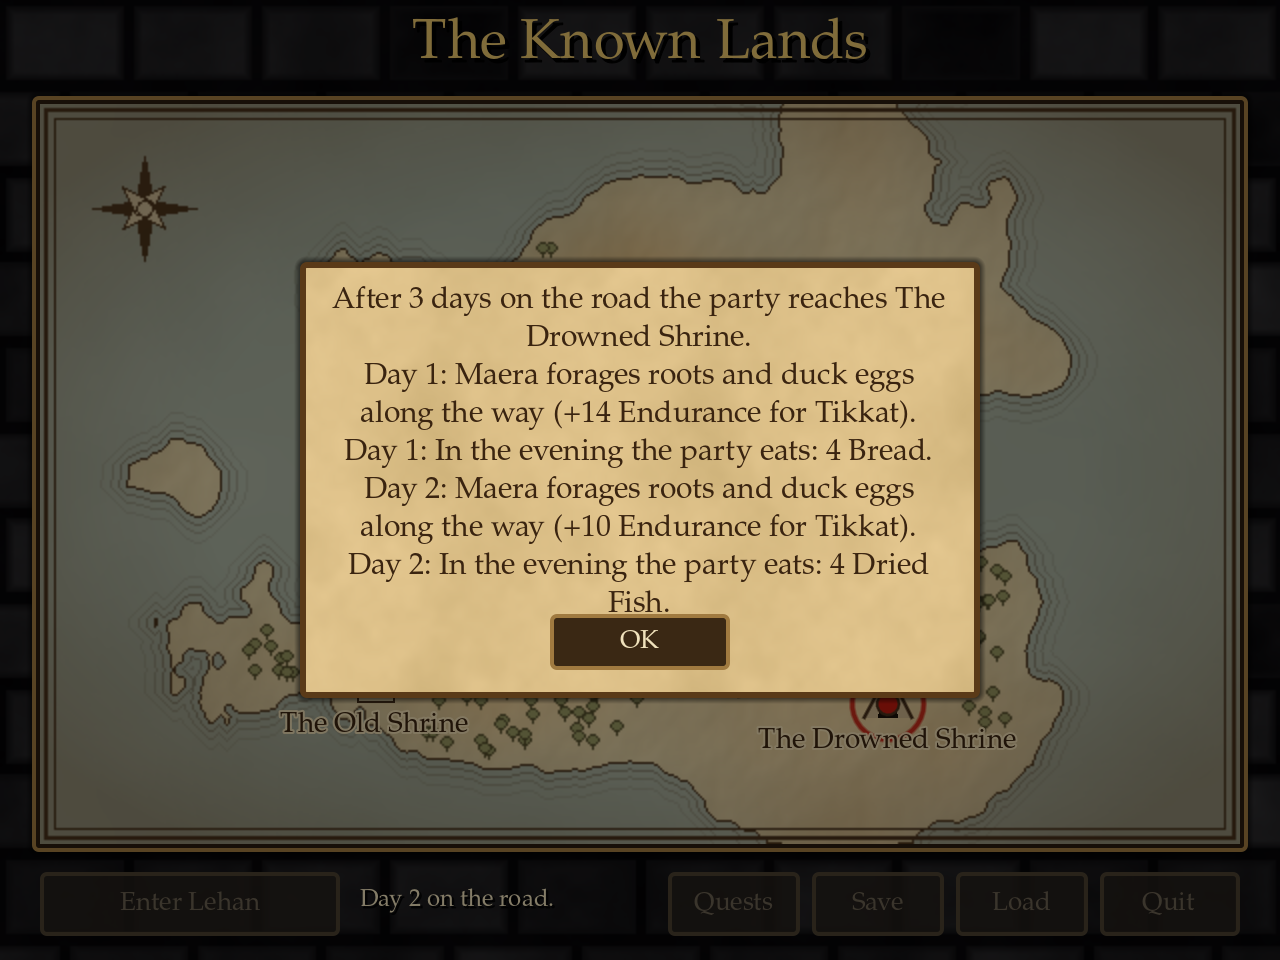 The Known Lands
After 3 days on the road the party reaches The
Drowned Shrine.
Day 1: Maera forages roots and duck eggs
along the way (+14 Endurance for Tikkat).
Day 1: In the evening the party eats: 4 Bread.
Day 2: Maera forages roots and duck eggs
along the way (+10 Endurance for Tikkat).
Day 2: In the evening the party eats: 4 Dried
Fish.
OK
The Old Shrine
The Drowned Shrine
Enter Lehan
Day 2 on the road.
Quests
Save
Load
Quit